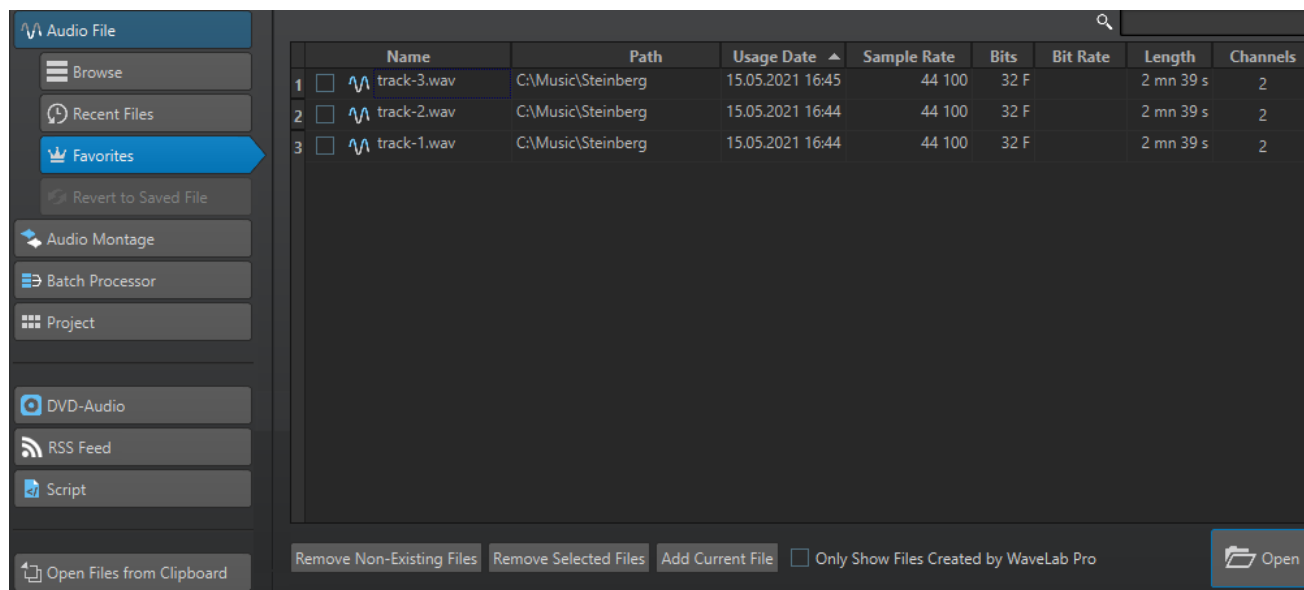 Audio File
Browse
Recent Files
Favorites
Revert to Saved File
Audio Montage
Batch Processor
Project
DVD-Audio
RSS Feed
Script
Open Files from Clipboard
Name Path Usage Date Sample Rate Bits Bit Rate Length Channels
1 track-3.wav C:\Music\Steinberg 15.05.2021 16:45 44 100 32 F 2 mn 39 s 2
2 track-2.wav C:\Music\Steinberg 15.05.2021 16:44 44 100 32 F 2 mn 39 s 2
3 track-1.wav C:\Music\Steinberg 15.05.2021 16:44 44 100 32 F 2 mn 39 s 2
Remove Non-Existing Files Remove Selected Files Add Current File Only Show Files Created by WaveLab Pro Open